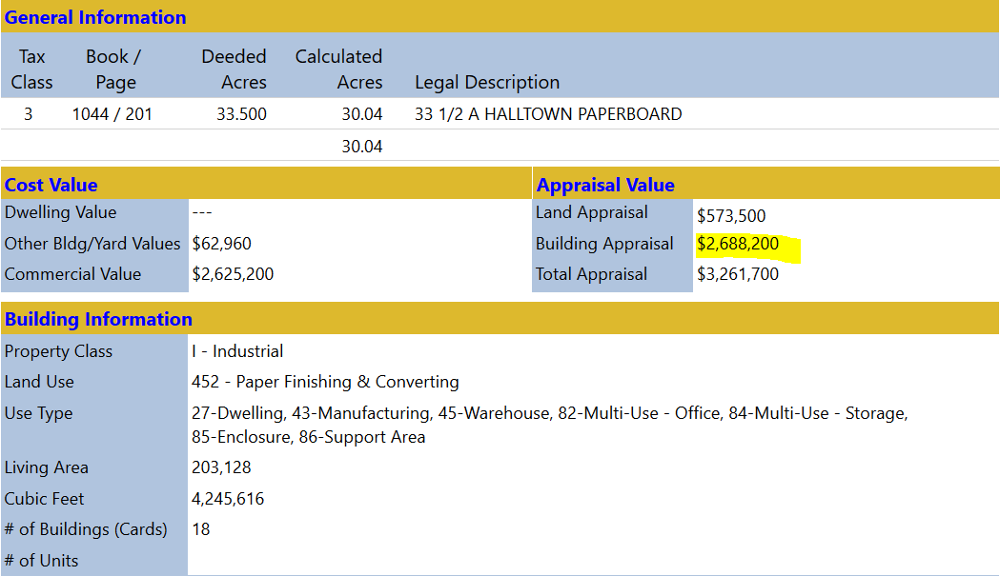 General Information
Tax Class Book / Page Deeded Acres Calculated Acres Legal Description
3 1044 / 201 33.500 30.04 33 1/2 A HALLTOWN PAPERBOARD
30.04
Cost Value
Dwelling Value ---
Other Bldg/Yard Values $62,960
Commercial Value $2,625,200
Appraisal Value
Land Appraisal $573,500
Building Appraisal $2,688,200
Total Appraisal $3,261,700
Building Information
Property Class I - Industrial
Land Use 452 - Paper Finishing & Converting
Use Type 27-Dwelling, 43-Manufacturing, 45-Warehouse, 82-Multi-Use - Office, 84-Multi-Use - Storage,
85-Enclosure, 86-Support Area
Living Area 203,128
Cubic Feet 4,245,616
# of Buildings (Cards) 18
# of Units